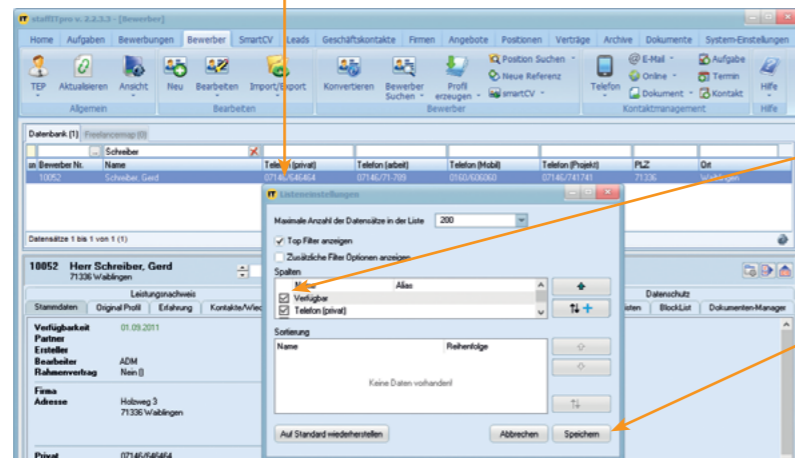 staffITpro v. 2.2.3.3 - [Bewerber]
Home Aufgaben Bewerbungen Bewerber SmartCV Leads Geschäftskontakte Firmen Angebote Positionen Verträge Archive Dokumente System-Einstellungen
Position Suchen @ E-Mail Aufgabe
Neue Referenz Online Termin
TEP Aktualisieren Ansicht Neu Bearbeiten Import/Export Konvertieren Bewerber Suchen Profil erzeugen smartCV Telefon Dokument Kontakt Hilfe
Allgemein Bearbeiten Bewerber Kontaktmanagement Hilfe
Datenbank (1) Freelancermap (0)
Schreiber
Bewerber Nr. Name Telefon (privat) Telefon (arbeit) Telefon (Mobil) Telefon (Projekt) PLZ Ort
10052 Schreiber, Gerd 07146/646464 07146/71-709 0160/606060 07146/741741 71336 Waiblingen
Listeneinstellungen
Maximale Anzahl der Datensätze in der Liste 200
Datensätze 1 bis 1 von 1 (1)
Top Filter anzeigen
Zusätzliche Filter Optionen anzeigen
10052 Herr Schreiber, Gerd
71336 Waiblingen
Spalten
Name Alias
Leistungsnachweis Verfügbar Datenschutz
Stammdaten Original Profil Erfahrung Kontakte/Wiec Telefon (privat) isten BlockList Dokumenten-Manager
Verfügbarkeit 01.09.2011 Sortierung
Partner Name Reihenfolge
Ersteller
Bearbeiter ADM
Rahmenvertrag Nein ()
Keine Daten vorhanden!
Firma
Adresse Holzweg 3
71336 Waiblingen
Auf Standard wiederherstellen Abbrechen Speichern
Privat 07146/646464